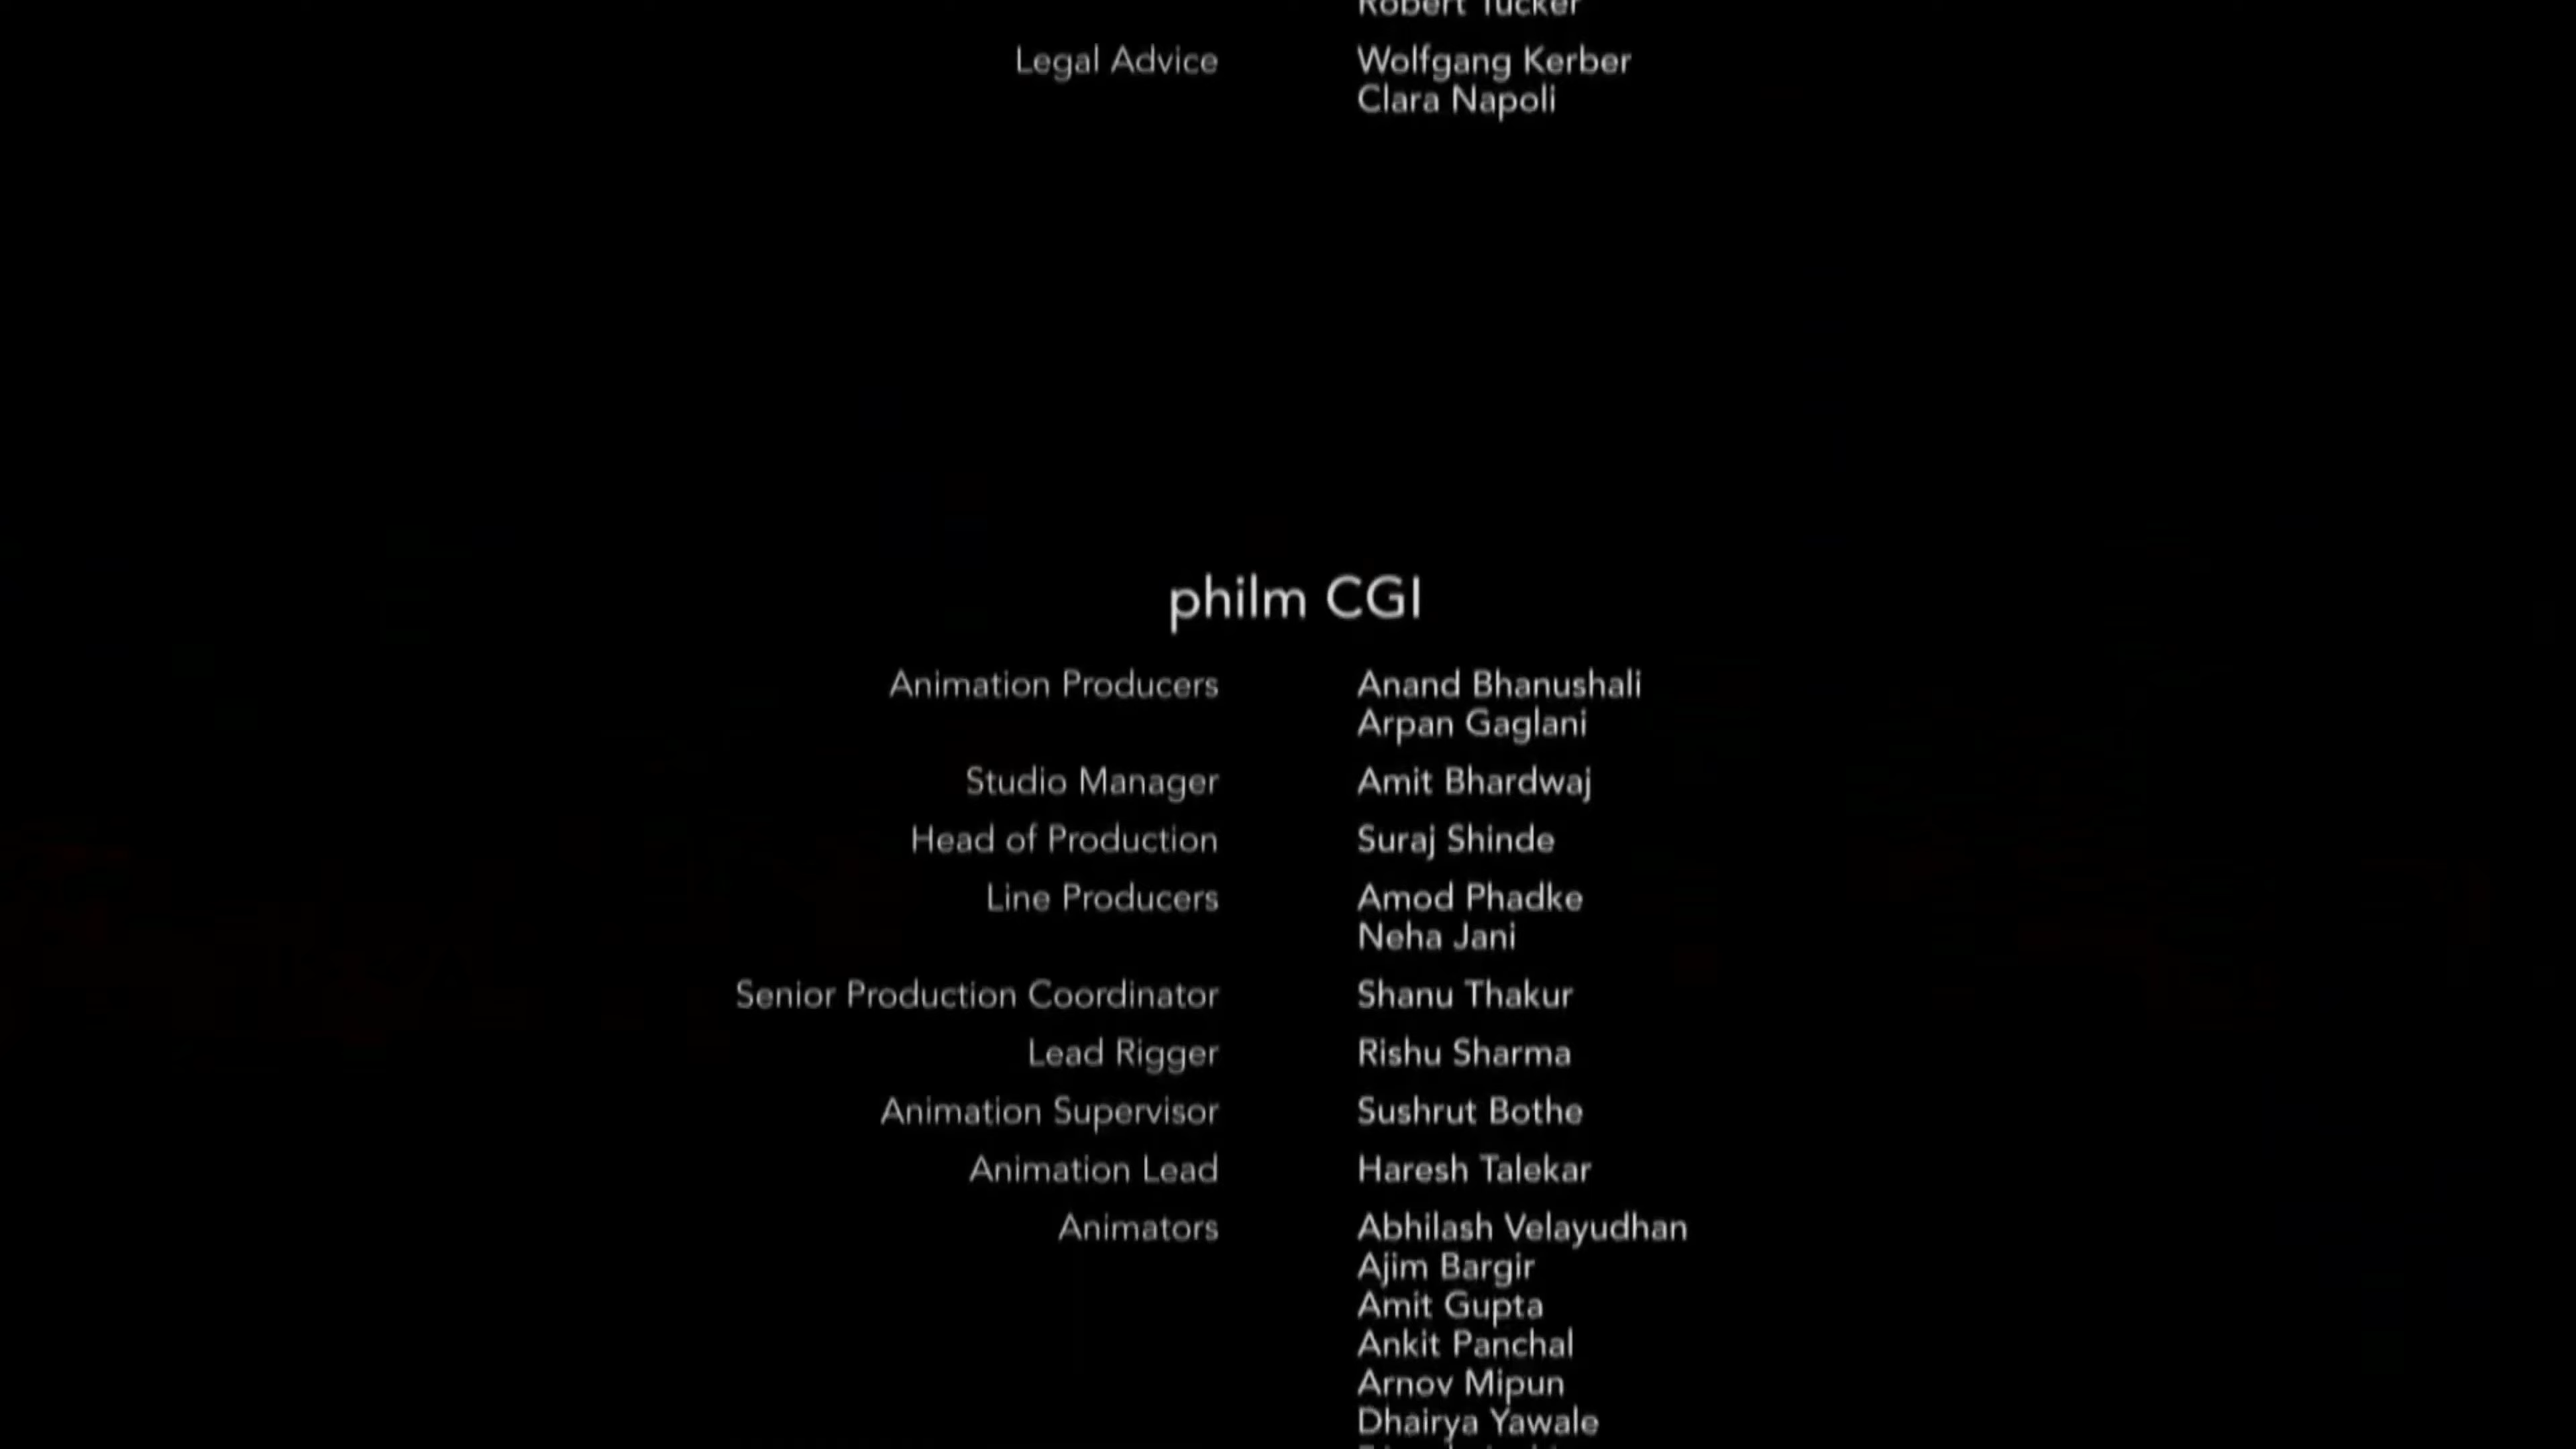 Robert Tucker
Legal Advice Wolfgang Kerber
Clara Napoli
philm CGI
Animation Producers Anand Bhanushali
Arpan Gaglani
Studio Manager Amit Bhardwaj
Head of Production Suraj Shinde
Line Producers Amod Phadke
Neha Jani
Senior Production Coordinator Shanu Thakur
Lead Rigger Rishu Sharma
Animation Supervisor Sushrut Bothe
Animation Lead Haresh Talekar
Animators Abhilash Velayudhan
Ajim Bargir
Amit Gupta
Ankit Panchal
Arnov Mipun
Dhairya Yawale